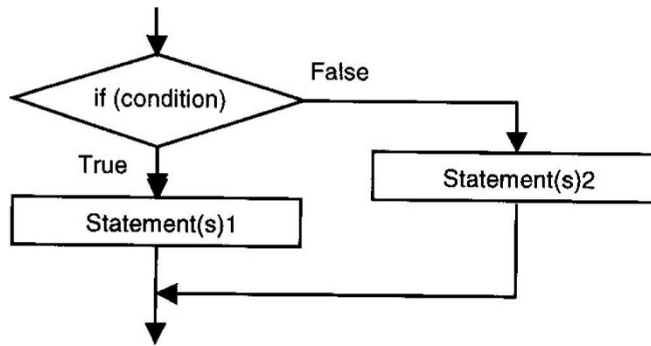 False
if (condition)
True
Statement(s)2
Statement(s)1